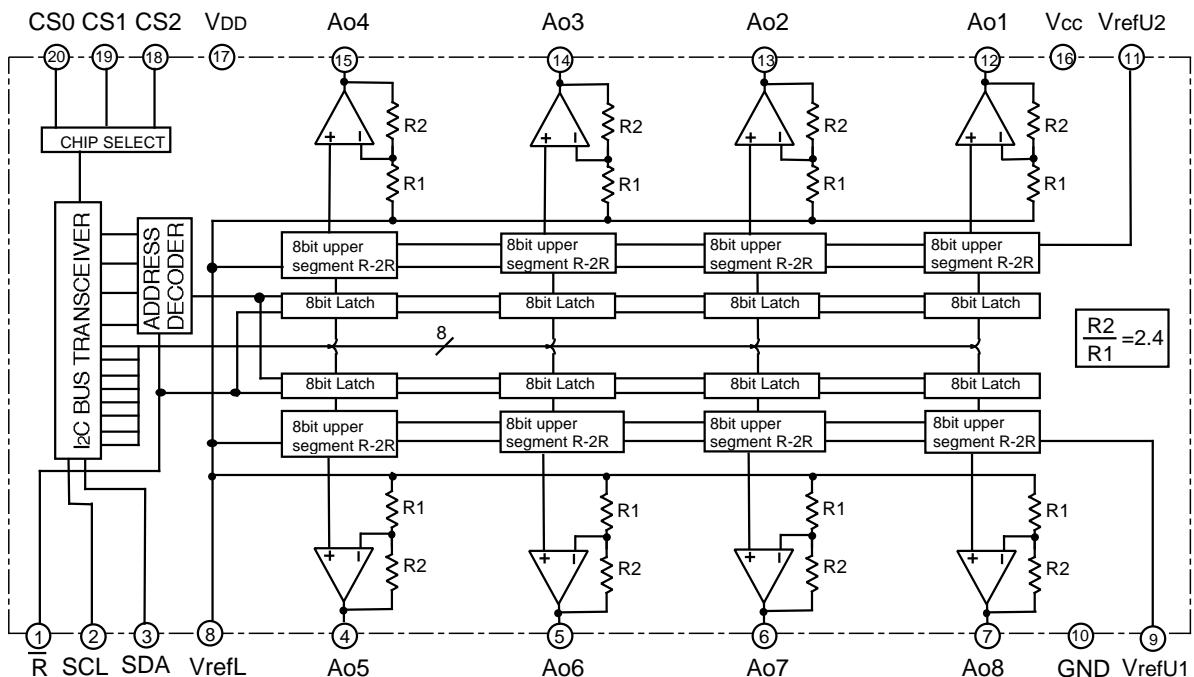 CS0 CS1 CS2 VDD Ao4 Ao3 Ao2 Ao1 Vcc VrefU2
20 19 18 17 15 14 13 12 16 11
CHIP SELECT
+ − + − + − + −
R2 R2 R2 R2
R1 R1 R1 R1
I2C BUS TRANSCEIVER
ADDRESS
DECODER
8bit upper
segment R-2R
8bit upper
segment R-2R
8bit upper
segment R-2R
8bit upper
segment R-2R
8bit Latch 8bit Latch 8bit Latch 8bit Latch
8
R2
R1
=2.4
8bit Latch 8bit Latch 8bit Latch 8bit Latch
8bit upper
segment R-2R
8bit upper
segment R-2R
8bit upper
segment R-2R
8bit upper
segment R-2R
R1 R1 R1 R1
+ − + − + − + −
R2 R2 R2 R2
1 2 3 8 4 5 6 7 10 9
R SCL SDA VrefL Ao5 Ao6 Ao7 Ao8 GND VrefU1